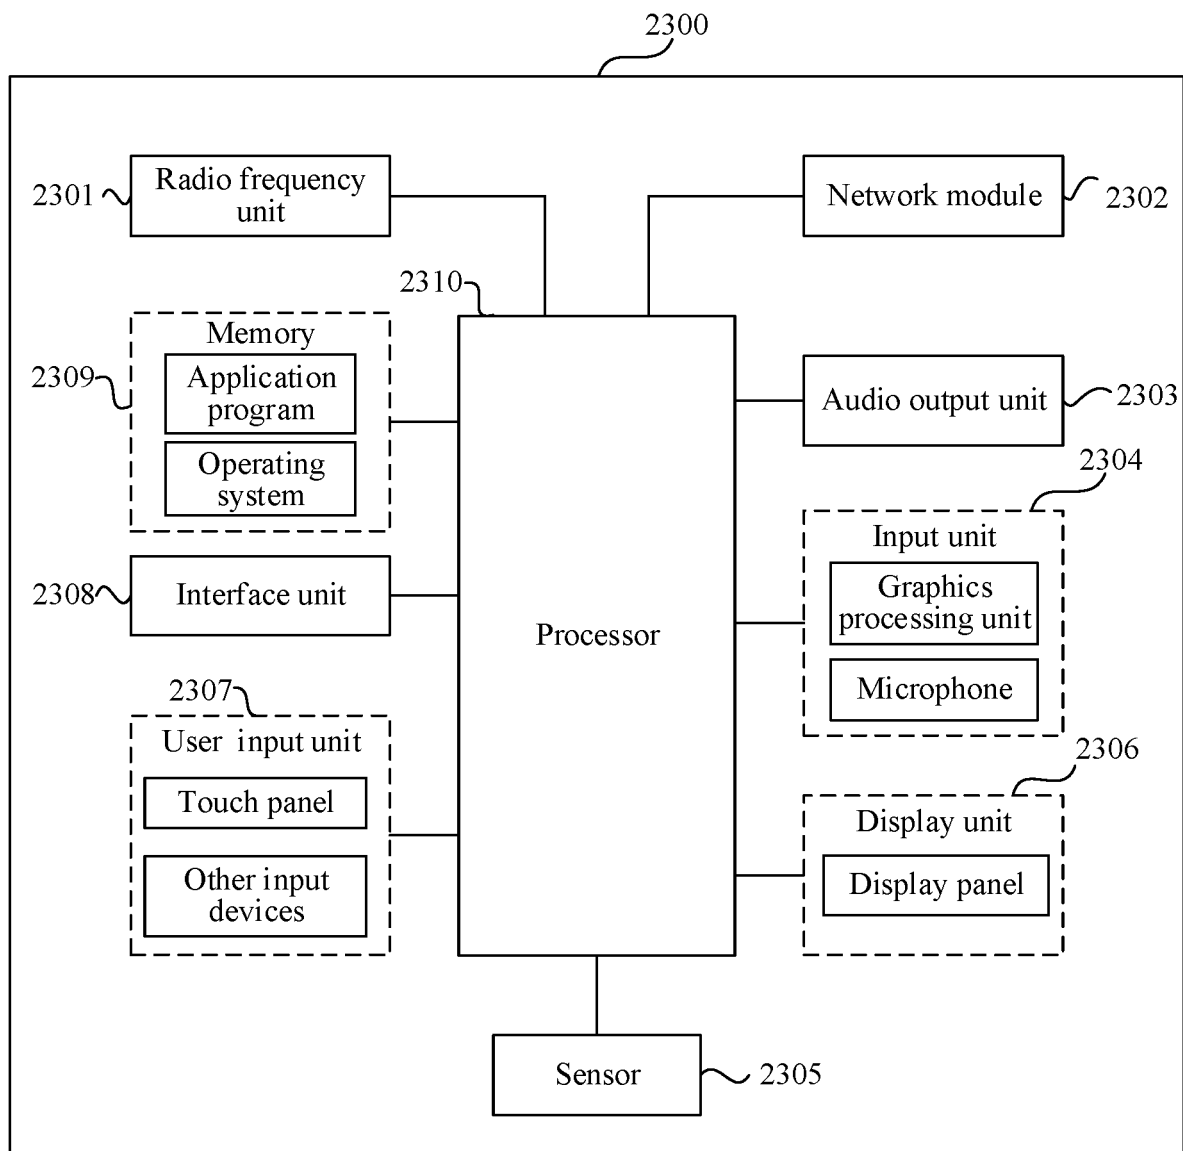 2300
2301
Radio frequency
unit
Network module
2302
2310
2309
Memory
Application
program
Operating
system
Audio output unit
2303
2304
Input unit
Graphics
processing unit
Microphone
2308
Interface unit
Processor
2307
User input unit
Touch panel
Other input
devices
2306
Display unit
Display panel
Sensor
2305